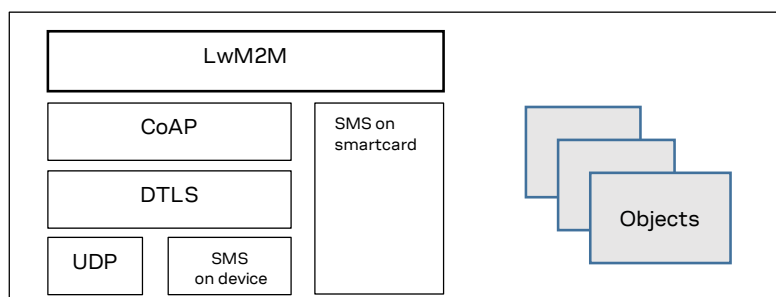 LwM2M
CoAP
SMS on
smartcard
DTLS
UDP
SMS
on device
Objects